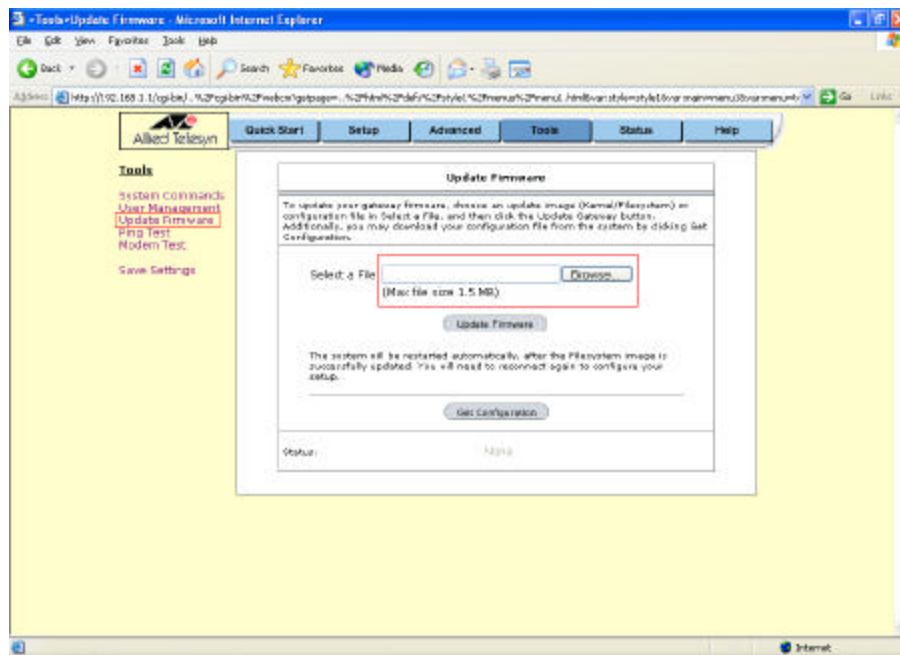 -Tools-Update Firmware - Microsoft Internet Explorer
File Edit View Favorites Tools Help
Back Search Favorites Media
Address Go Links
Allied Telesyn
Quick Start Setup Advanced Tools Status Help
Tools
System Commands
User Management
Update Firmware
Ping Test
Modem Test
Save Settings
Update Firmware
To update your gateway firmware, choose an update image (Kernel/Filesystem) or
configuration file in Select a File, and then click the Update Gateway button.
Additionally, you may download your configuration file from the system by clicking Get
Configuration.
Select a File
Browse...
(Max file size 1.5 MB)
Update Firmware
The system will be restarted automatically, after the Filesystem image is
successfully updated. You will need to reconnect again to configure your
setup.
Get Configuration
Status: None
Internet